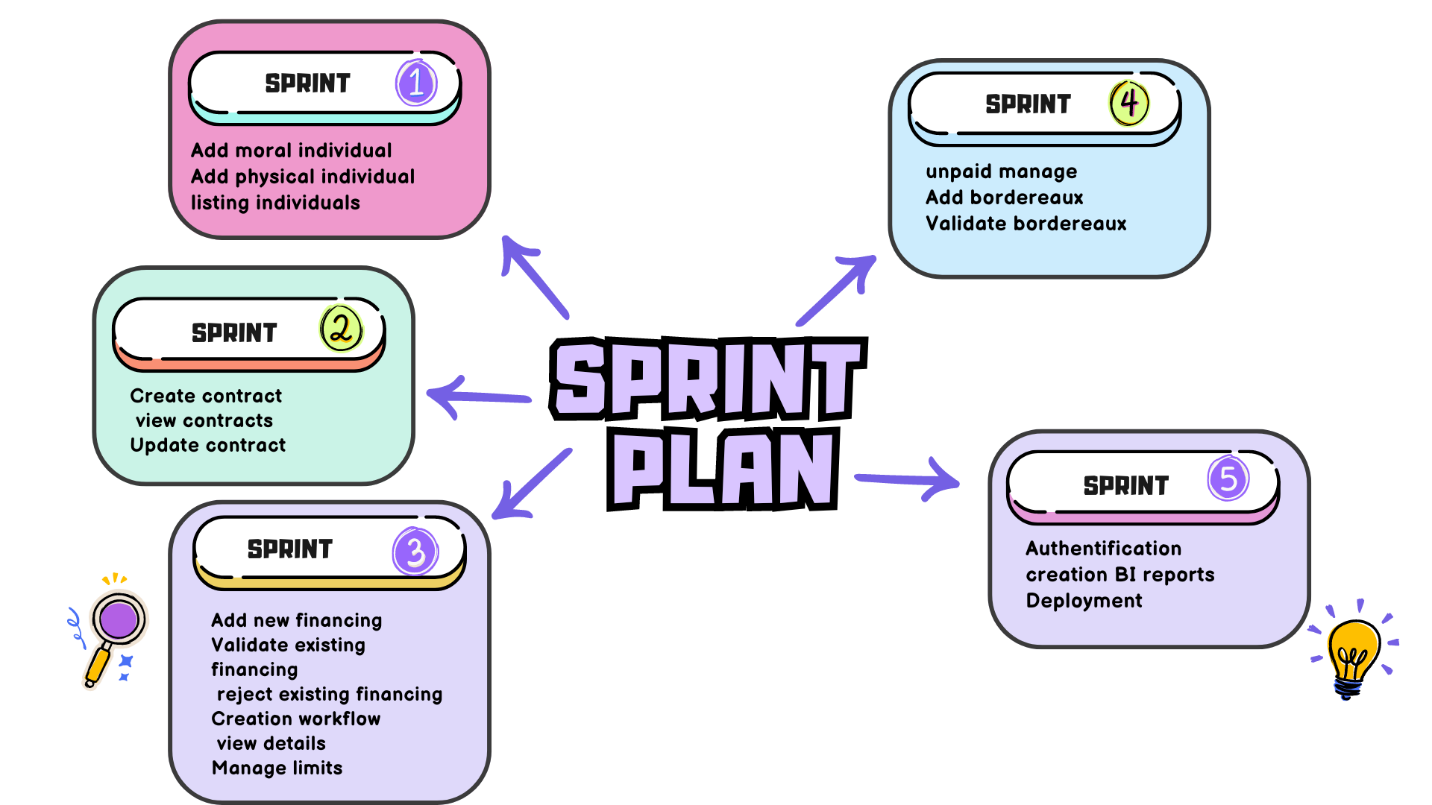 SPRINT 1
Add moral individual
Add physical individual
listing individuals
SPRINT 2
Create contract
view contracts
Update contract
SPRINT 3
Add new financing
Validate existing
financing
reject existing financing
Creation workflow
view details
Manage limits
SPRINT
PLAN
SPRINT 4
unpaid manage
Add bordereaux
Validate bordereaux
SPRINT 5
Authentification
creation BI reports
Deployment